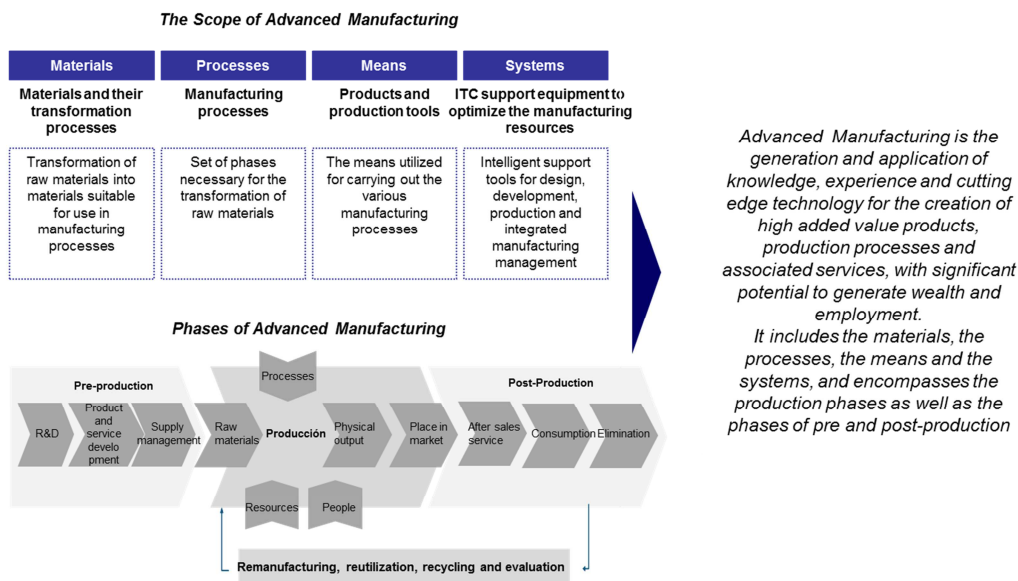 The Scope of Advanced Manufacturing
Materials
Processes
Means
Systems
Materials and their
transformation
processes
Manufacturing
processes
Products and
production tools
ITC support equipment to
optimize the manufacturing
resources
Transformation of
raw materials into
materials suitable
for use in
manufacturing
processes
Set of phases
necessary for the
transformation of
raw materials
The means utilized
for carrying out the
various
manufacturing
processes
Intelligent support
tools for design,
development,
production and
integrated
manufacturing
management
Advanced Manufacturing is the
generation and application of
knowledge, experience and cutting
edge technology for the creation of
high added value products,
production processes and
associated services, with significant
potential to generate wealth and
employment.
It includes the materials, the
processes, the means and the
systems, and encompasses the
production phases as well as the
phases of pre and post-production
Phases of Advanced Manufacturing
Pre-production
Processes
Post-Production
R&D
Product
and
service develo
pment
Supply
management
Raw
materials
Producción
Physical
output
Place in
market
After sales
service
Consumption
Elimination
Resources
People
Remanufacturing, reutilization, recycling and evaluation